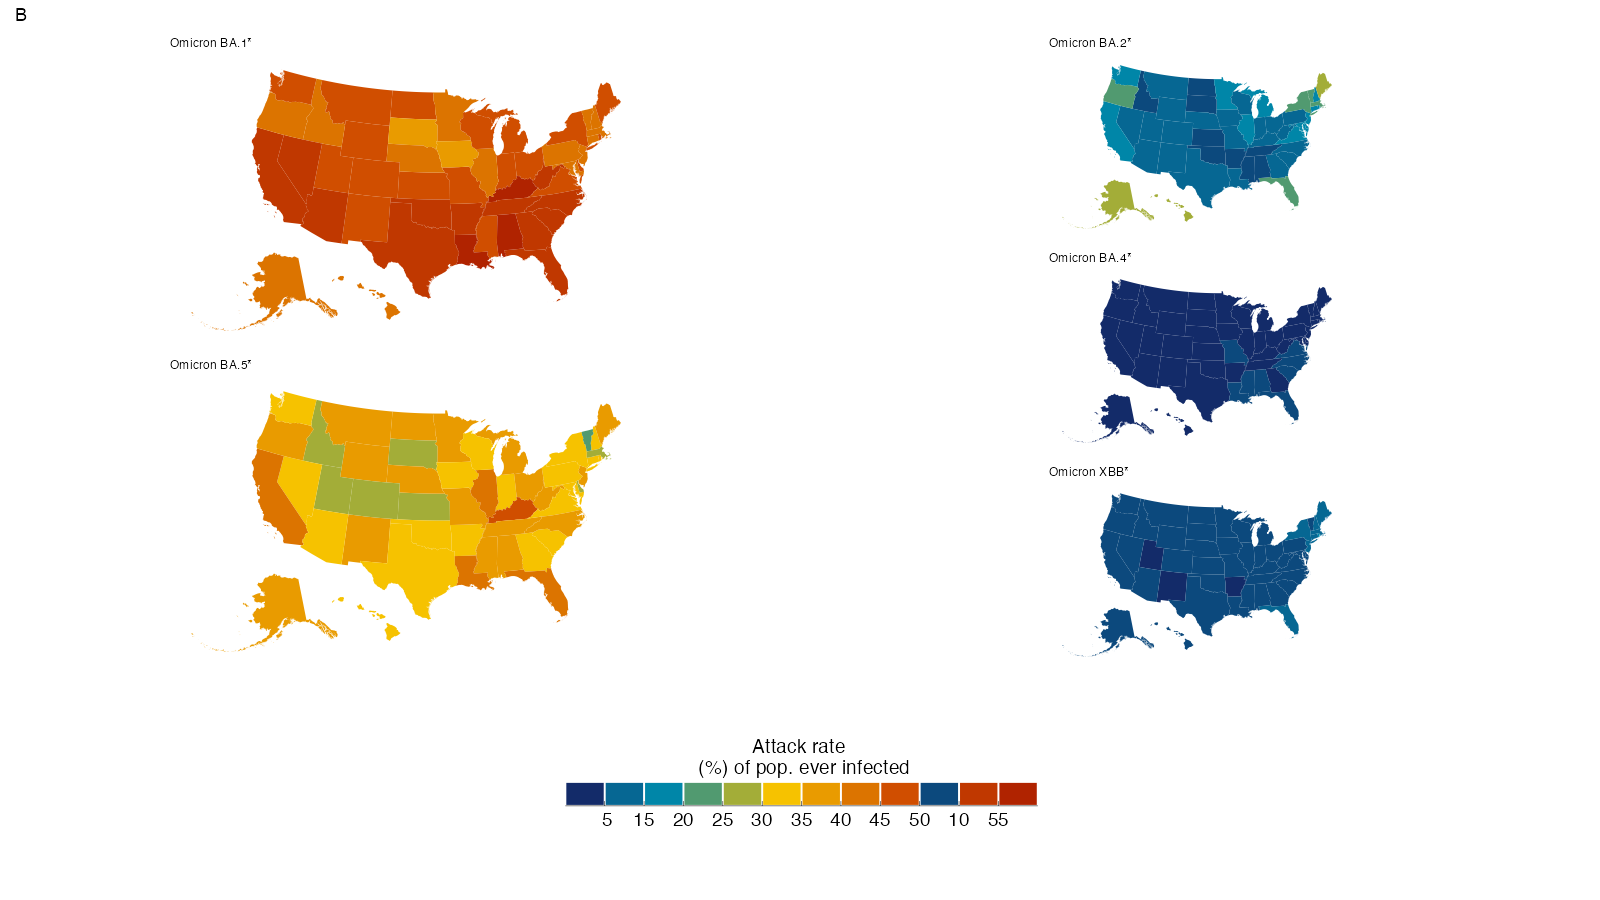 B
Omicron BA.1*
Omicron BA.2*
Omicron BA.4*
Omicron BA.5*
Omicron XBB*
Attack rate
(%) of pop. ever infected
5 15 20 25 30 35 40 45 50 10 55